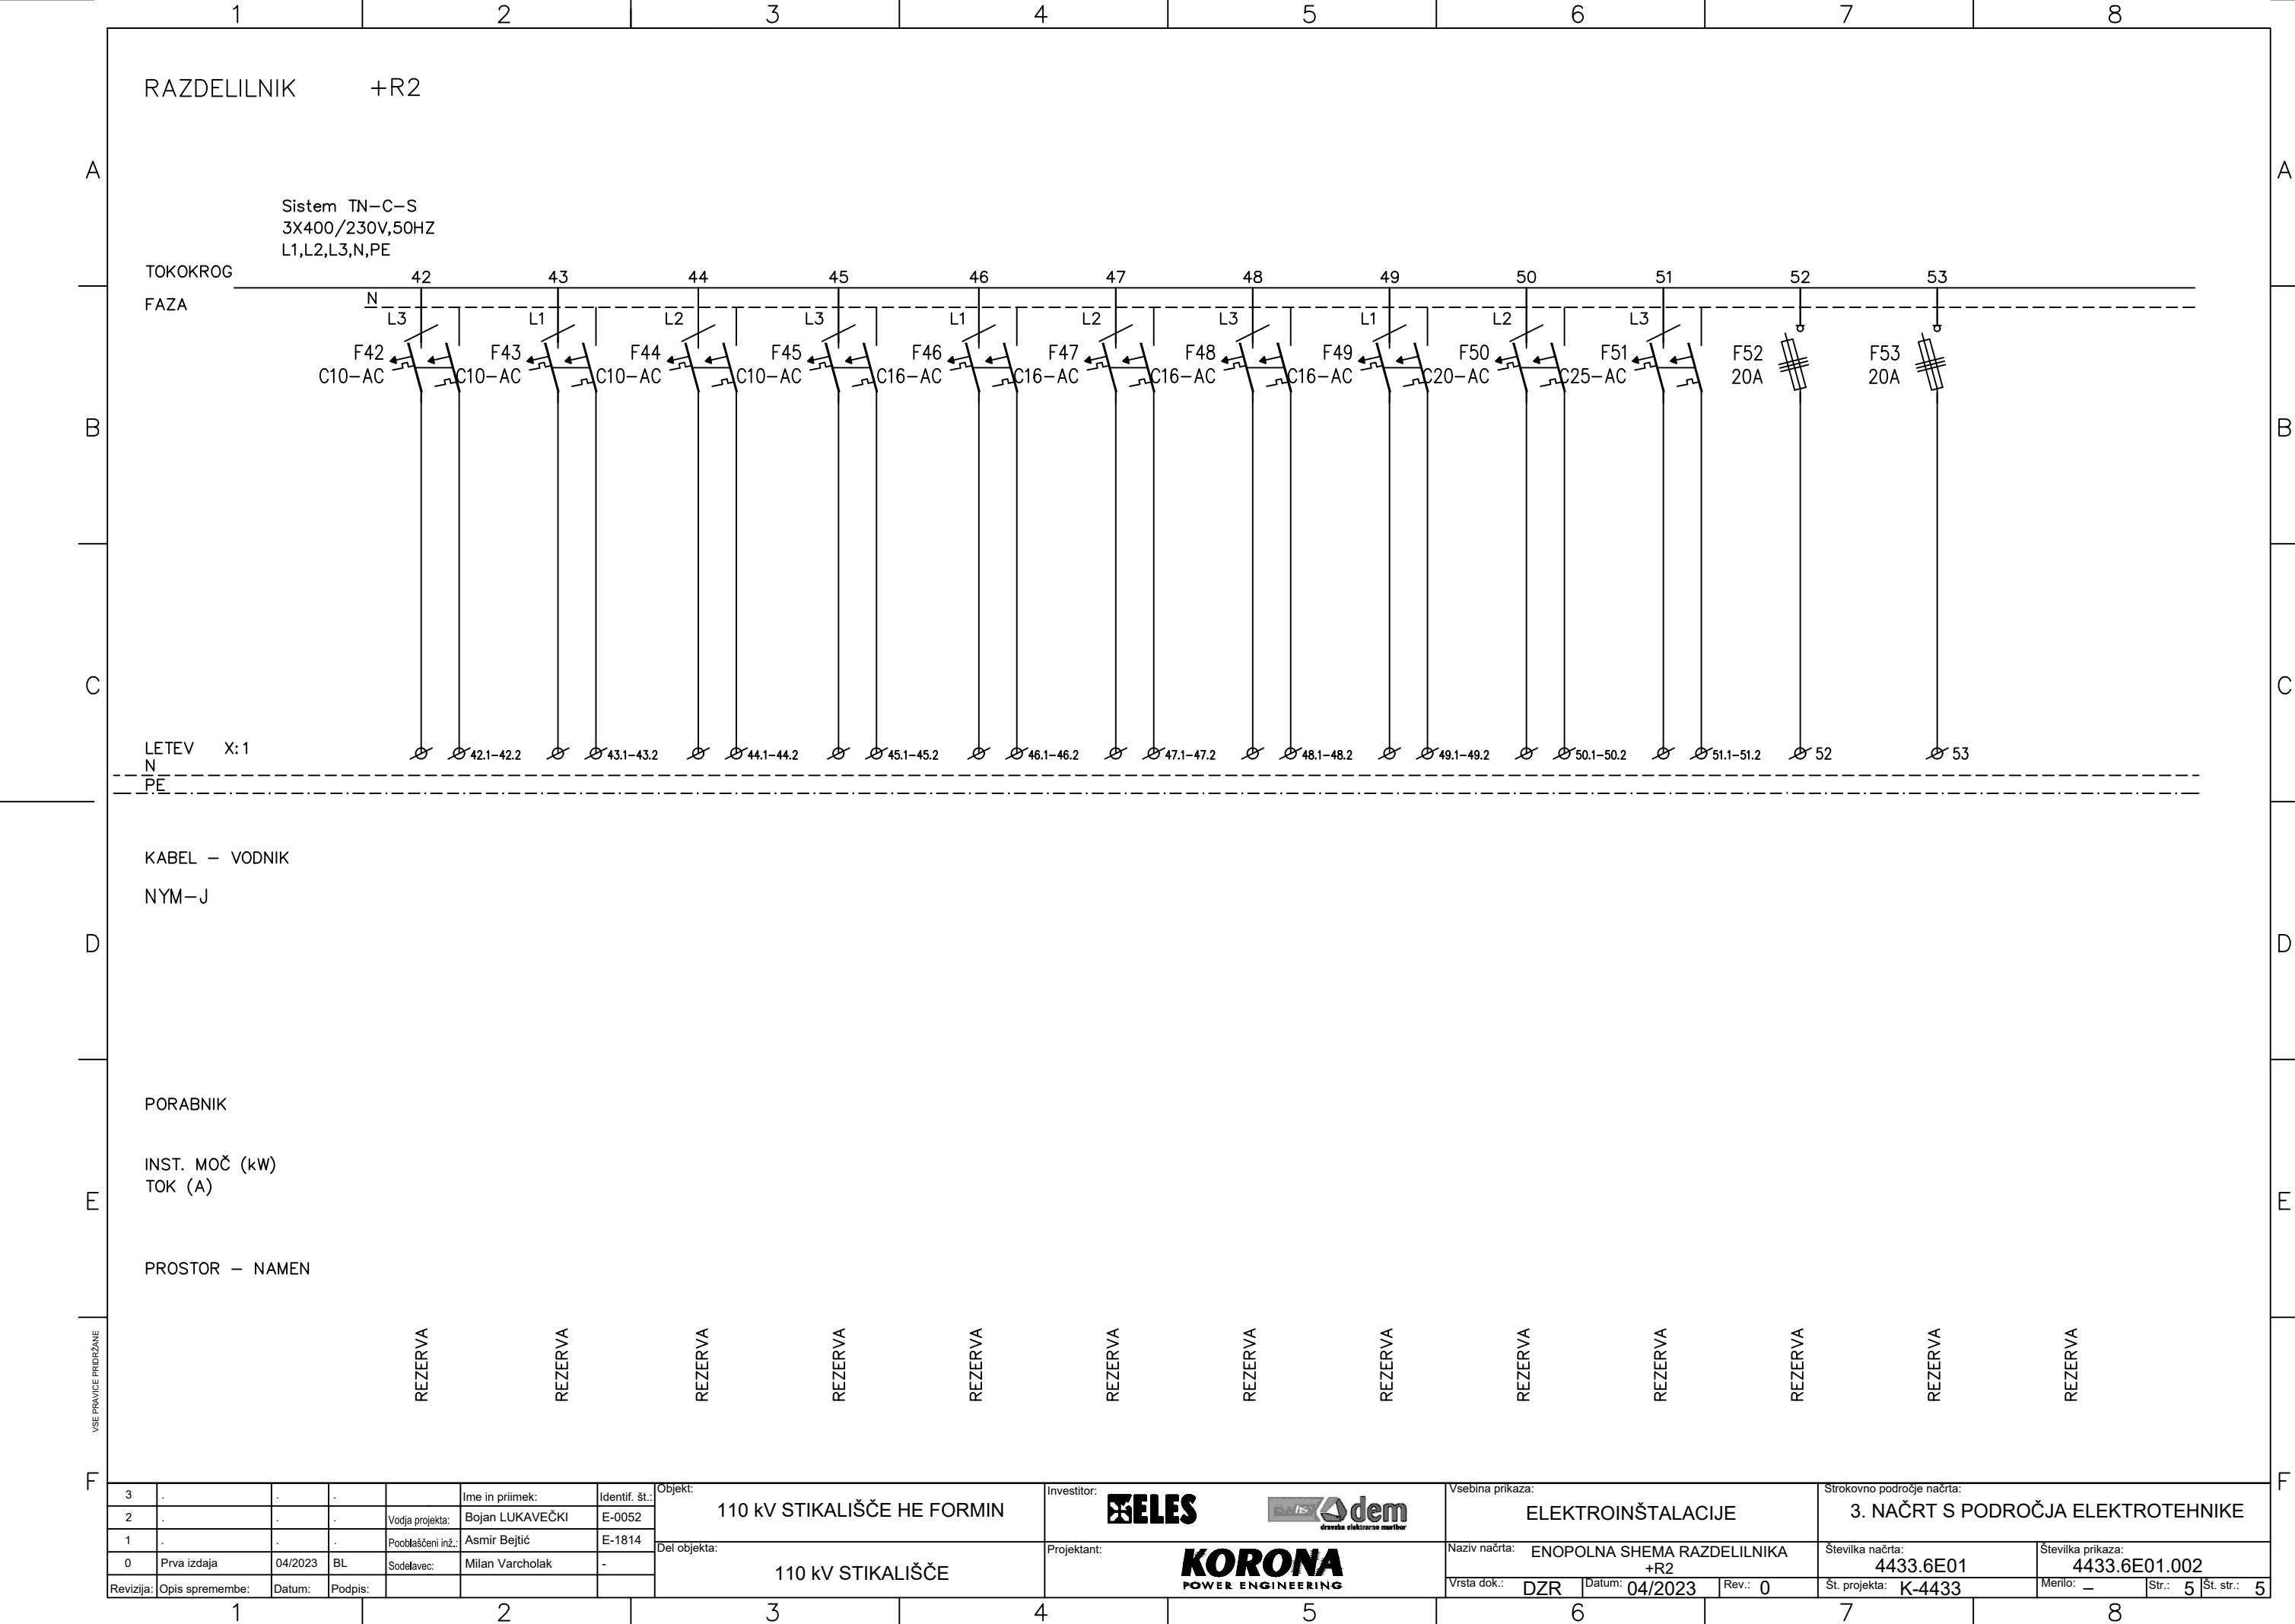 1 2 3 4 5 6 7 8
RAZDELILNIK +R2
A A
Sistem TN-C-S
3X400/230V,50HZ
L1,L2,L3,N,PE
TOKOKROG 42 43 44 45 46 47 48 49 50 51 52 53
FAZA N
L3 L1 L2 L3 L1 L2 L3 L1 L2 L3
F42 F43 F44 F45 F46 F47 F48 F49 F50 F51 F52 F53
C10-AC C10-AC C10-AC C10-AC C16-AC C16-AC C16-AC C16-AC C20-AC C25-AC 20A 20A
B B
C C
LETEV X:1 42.1-42.2 43.1-43.2 44.1-44.2 45.1-45.2 46.1-46.2 47.1-47.2 48.1-48.2 49.1-49.2 50.1-50.2 51.1-51.2 52 53
N
PE
KABEL - VODNIK
NYM-J
D D
PORABNIK
INST. MOČ (kW)
TOK (A)
E E
PROSTOR - NAMEN
REZERVA REZERVA REZERVA REZERVA REZERVA REZERVA REZERVA REZERVA REZERVA REZERVA REZERVA REZERVA REZERVA
VSE PRAVICE PRIDRŽANE
F F
3 . . . Ime in priimek: Identif. št.:
2 . . . Vodja projekta: Bojan LUKAVEČKI E-0052
1 . . . Pooblaščeni inž.: Asmir Bejtić E-1814
0 Prva izdaja 04/2023 BL Sodelavec: Milan Varcholak -
Revizija: Opis spremembe: Datum: Podpis:
Objekt:
110 kV STIKALIŠČE HE FORMIN
Del objekta:
110 kV STIKALIŠČE
Investitor:
ELES
hs dem
dravske elektrarne maribor
Projektant:
KORONA
POWER ENGINEERING
Vsebina prikaza:
ELEKTROINŠTALACIJE
Naziv načrta: ENOPOLNA SHEMA RAZDELILNIKA
+R2
Vrsta dok.: DZR Datum: 04/2023 Rev.: 0
Strokovno področje načrta:
3. NAČRT S PODROČJA ELEKTROTEHNIKE
Številka načrta:
4433.6E01
Številka prikaza:
4433.6E01.002
Št. projekta: K-4433 Merilo: – Str.: 5 Št. str.: 5
1 2 3 4 5 6 7 8